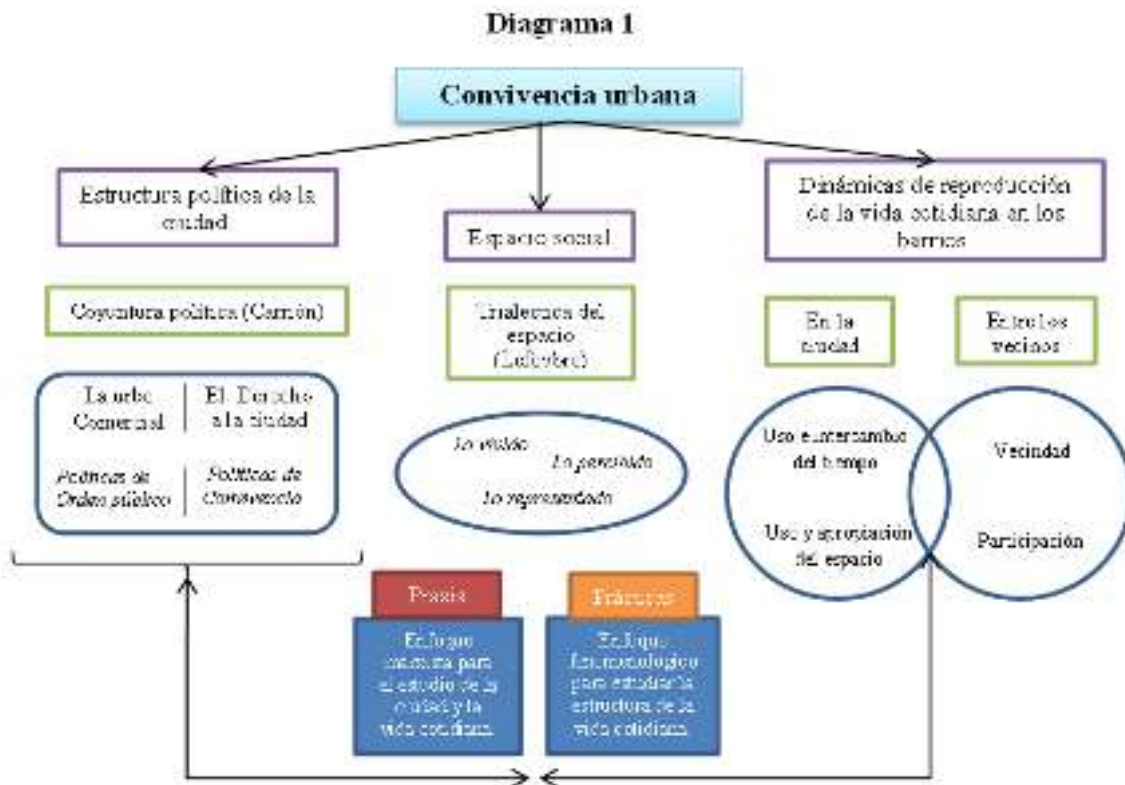 Diagrama 1
Convivencia urbana
Estructura política de la
ciudad
Espacio social
Dinámicas de reproducción
de la vida cotidiana en los
barrios
Coyuntura política (Carrión)
Trialectica del
espacio
(Lefevbre)
En la
ciudad
Entre los
vecinos
La urbe
Comercial
El Derecho
a la ciudad
Políticas de
Orden público
Políticas de
Convivencia
Lo vivido
Lo percibido
Lo representado
Uso e intercambio
del tiempo
Uso y apropiación
del espacio
Vecindad
Participación
Praxis
Enfoque
marxista para
el estudio de la
ciudad y la
vida cotidiana
Prácticas
Enfoque
fenomenológico
para estudiar la
estructura de la
vida cotidiana